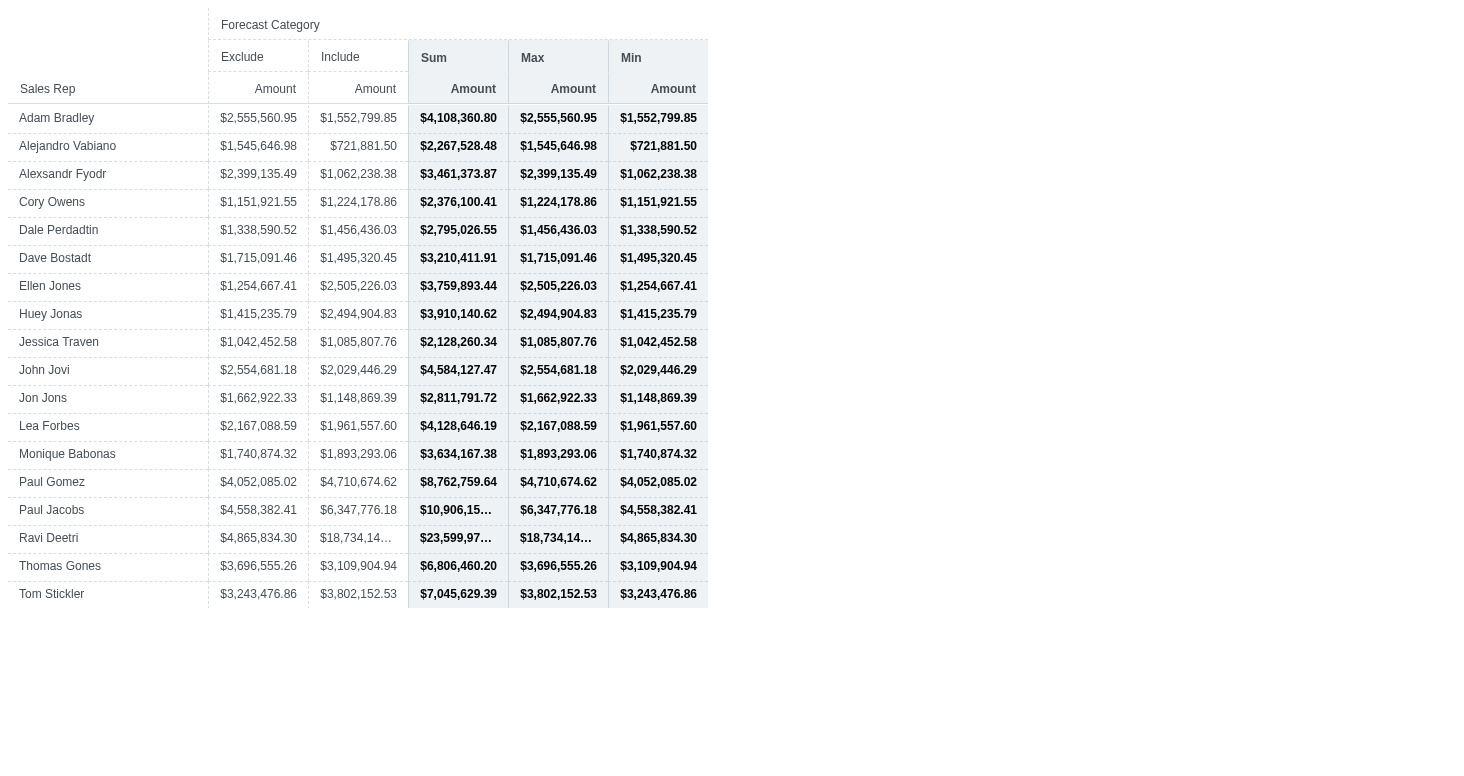 Forecast Category
Exclude Include Sum Max Min
Sales Rep Amount Amount Amount Amount Amount
Adam Bradley $2,555,560.95 $1,552,799.85 $4,108,360.80 $2,555,560.95 $1,552,799.85
Alejandro Vabiano $1,545,646.98 $721,881.50 $2,267,528.48 $1,545,646.98 $721,881.50
Alexsandr Fyodr $2,399,135.49 $1,062,238.38 $3,461,373.87 $2,399,135.49 $1,062,238.38
Cory Owens $1,151,921.55 $1,224,178.86 $2,376,100.41 $1,224,178.86 $1,151,921.55
Dale Perdadtin $1,338,590.52 $1,456,436.03 $2,795,026.55 $1,456,436.03 $1,338,590.52
Dave Bostadt $1,715,091.46 $1,495,320.45 $3,210,411.91 $1,715,091.46 $1,495,320.45
Ellen Jones $1,254,667.41 $2,505,226.03 $3,759,893.44 $2,505,226.03 $1,254,667.41
Huey Jonas $1,415,235.79 $2,494,904.83 $3,910,140.62 $2,494,904.83 $1,415,235.79
Jessica Traven $1,042,452.58 $1,085,807.76 $2,128,260.34 $1,085,807.76 $1,042,452.58
John Jovi $2,554,681.18 $2,029,446.29 $4,584,127.47 $2,554,681.18 $2,029,446.29
Jon Jons $1,662,922.33 $1,148,869.39 $2,811,791.72 $1,662,922.33 $1,148,869.39
Lea Forbes $2,167,088.59 $1,961,557.60 $4,128,646.19 $2,167,088.59 $1,961,557.60
Monique Babonas $1,740,874.32 $1,893,293.06 $3,634,167.38 $1,893,293.06 $1,740,874.32
Paul Gomez $4,052,085.02 $4,710,674.62 $8,762,759.64 $4,710,674.62 $4,052,085.02
Paul Jacobs $4,558,382.41 $6,347,776.18 $10,906,15… $6,347,776.18 $4,558,382.41
Ravi Deetri $4,865,834.30 $18,734,14… $23,599,97… $18,734,14… $4,865,834.30
Thomas Gones $3,696,555.26 $3,109,904.94 $6,806,460.20 $3,696,555.26 $3,109,904.94
Tom Stickler $3,243,476.86 $3,802,152.53 $7,045,629.39 $3,802,152.53 $3,243,476.86